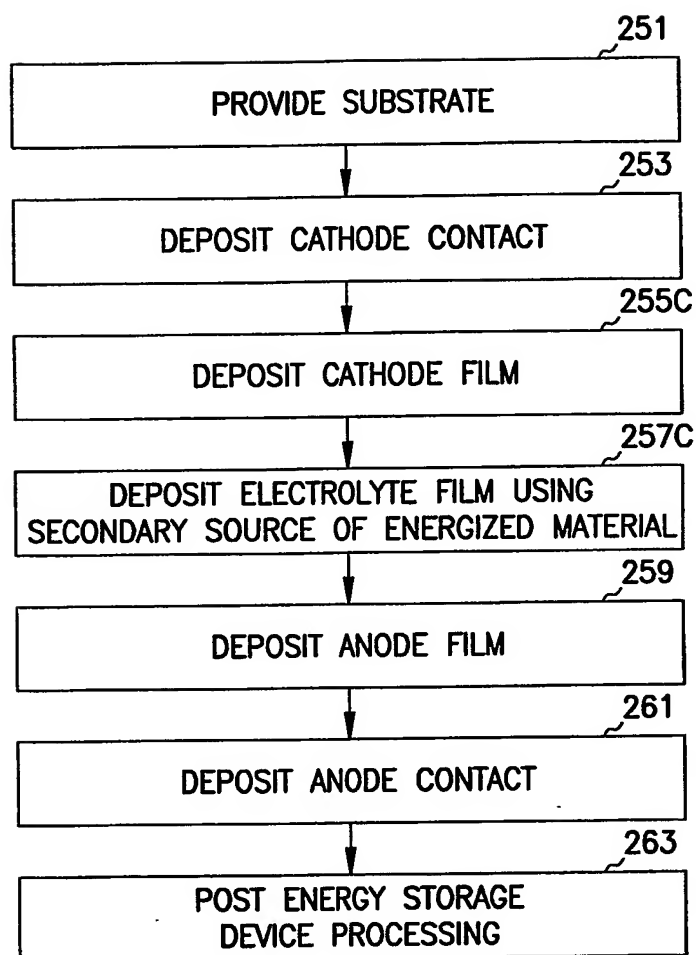 251
PROVIDE SUBSTRATE
253
DEPOSIT CATHODE CONTACT
255C
DEPOSIT CATHODE FILM
257C
DEPOSIT ELECTROLYTE FILM USING
SECONDARY SOURCE OF ENERGIZED MATERIAL
259
DEPOSIT ANODE FILM
261
DEPOSIT ANODE CONTACT
263
POST ENERGY STORAGE
DEVICE PROCESSING